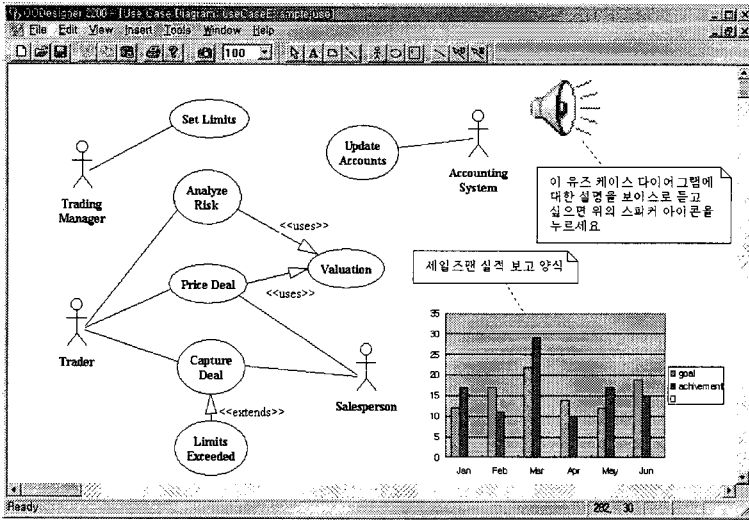 OODesigner 2200 - [Use Case Diagram: UseCaseExample.use]
File Edit View Insert Tools Window Help
100
Set Limits
Trading
Manager
Update
Accounts
Accounting
System
이 유즈 케이스 다이어그램에
대한 설명을 보이스로 듣고
싶으면 위의 스피커 아이콘을
누르세요
Analyze
Risk
<<uses>>
Valuation
Price Deal
<<uses>>
세일즈맨 실적 보고 양식
Trader
Capture
Deal
Salesperson
<<extends>>
Limits
Exceeded
35
30
25
20
15
10
5
0
Jan Feb Mar Apr May Jun
goal
achivement
Ready
282, 30